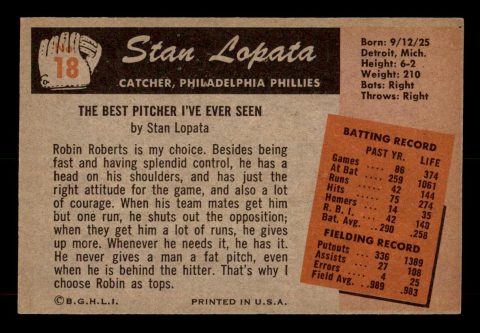 No.
18
Stan Lopata
CATCHER, PHILADELPHIA PHILLIES
Born: 9/12/25
Detroit, Mich.
Height: 6-2
Weight: 210
Bats: Right
Throws: Right
THE BEST PITCHER I'VE EVER SEEN
by Stan Lopata
Robin Roberts is my choice. Besides being
fast and having splendid control, he has a
head on his shoulders, and has just the
right attitude for the game, and also a lot
of courage. When his team mates get him
but one run, he shuts out the opposition;
when they get him a lot of runs, he gives
up more. Whenever he needs it, he has it.
He never gives a man a fat pitch, even
when he is behind the hitter. That's why I
choose Robin as tops.
©B.G.H.L.I. PRINTED IN U.S.A.
BATTING RECORD
PAST YR. LIFE
Games 86 374
At Bat 259 1061
Runs 42 144
Hits 75 274
Homers 14 35
R. B. I. 42 143
Bat. Avg. .290 .258
FIELDING RECORD
Putouts 336 1389
Assists 27 108
Errors 4 25
Field Avg. .989 .983